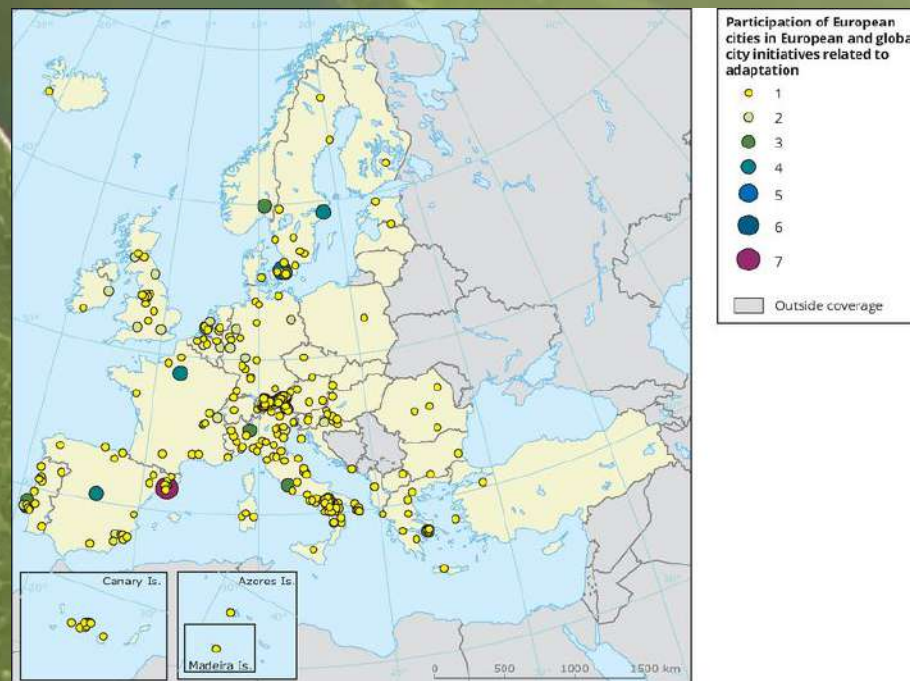 Participation of European
cities in European and globa
city initiatives related to
adaptation
1
2
3
4
5
6
7
Outside coverage
Canary Is.
Azores Is.
Madeira Is.
0 500 1000 1500 km